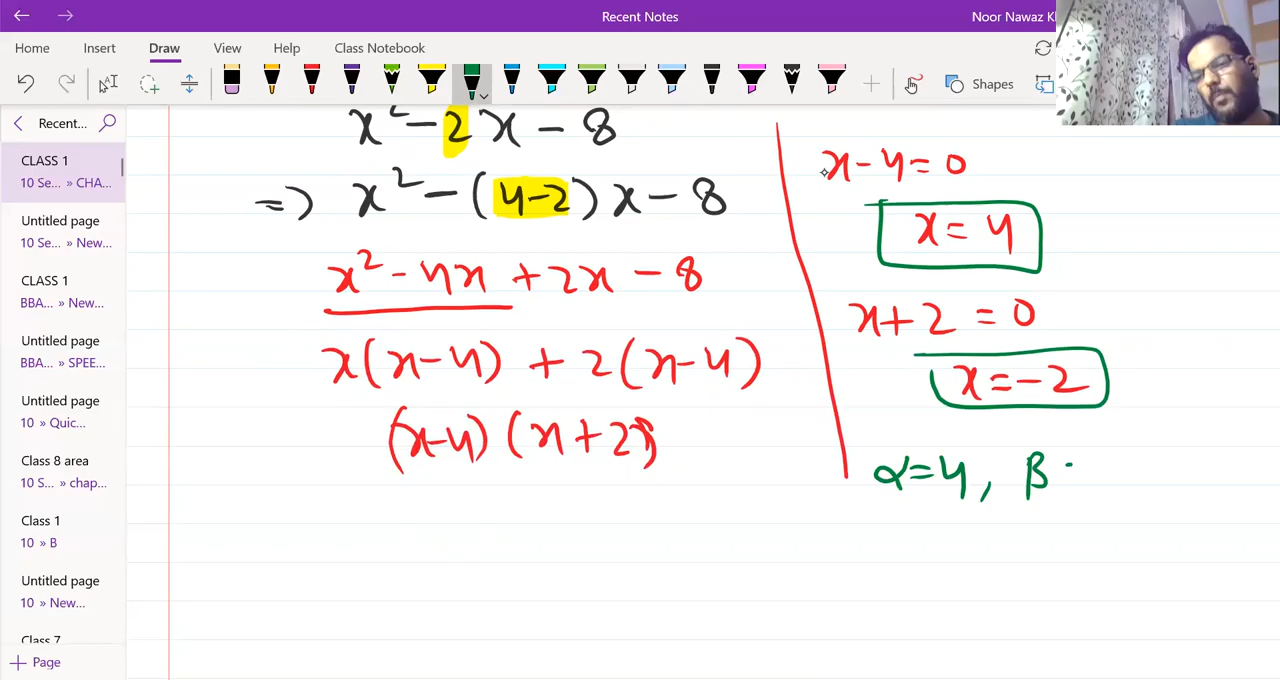 Recent Notes
Noor Nawaz K
Home Insert Draw View Help Class Notebook
Shapes
Recent...
CLASS 1
10 Se... » CHA...
Untitled page
10 Se... » New...
CLASS 1
BBA... » New...
Untitled page
BBA... » SPEE...
Untitled page
10 » Quic...
Class 8 area
10 S... » chap...
Class 1
10 » B
Untitled page
10 » New...
Class 7
Page
x² - 2x - 8
=> x² - (4-2)x - 8
x² - 4x + 2x - 8
x(x-4) + 2(x-4)
(x-4)(x+2)
x - 4 = 0
x = 4
x + 2 = 0
x = -2
α = 4, β